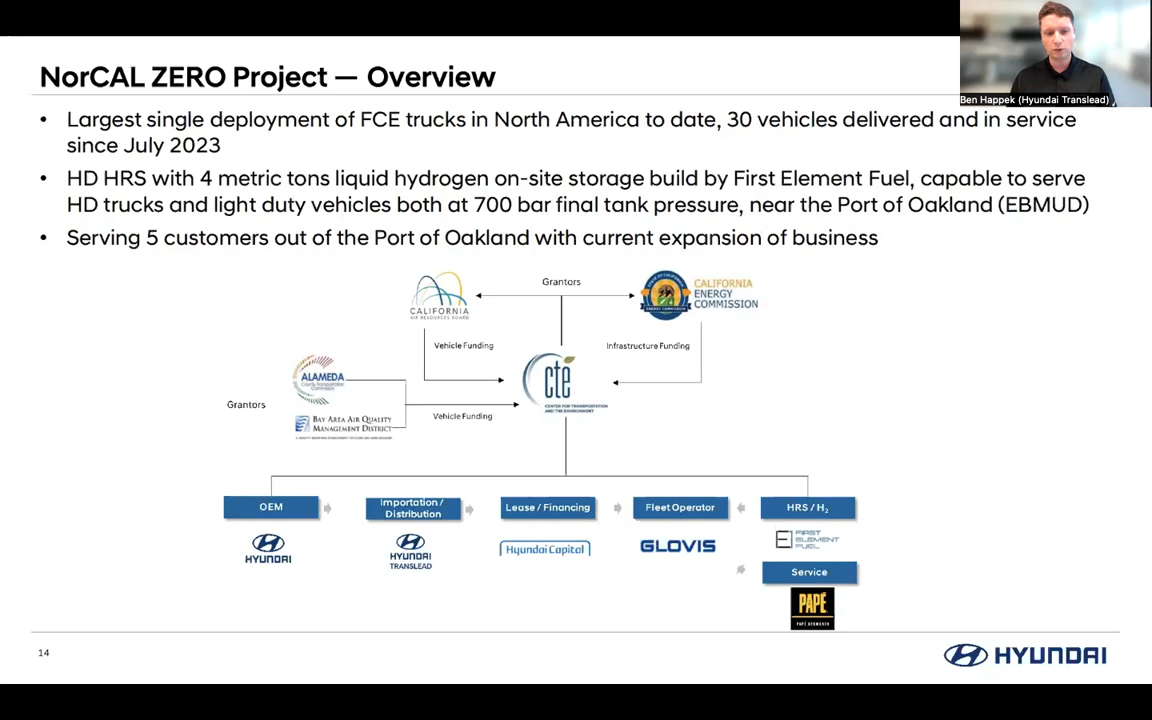 Ben Happek (Hyundai Translead)
NorCAL ZERO Project — Overview
• Largest single deployment of FCE trucks in North America to date, 30 vehicles delivered and in service
since July 2023
• HD HRS with 4 metric tons liquid hydrogen on-site storage build by First Element Fuel, capable to serve
HD trucks and light duty vehicles both at 700 bar final tank pressure, near the Port of Oakland (EBMUD)
• Serving 5 customers out of the Port of Oakland with current expansion of business
Grantors
CALIFORNIA
AIR RESOURCES BOARD
CALIFORNIA
ENERGY
COMMISSION
Vehicle Funding
Infrastructure Funding
ALAMEDA
County Transportation
Commission
Grantors
BAY AREA AIR QUALITY
MANAGEMENT DISTRICT
Vehicle Funding
cte
CENTER FOR TRANSPORTATION
AND THE ENVIRONMENT
OEM
Importation /
Distribution
Lease / Financing
Fleet Operator
HRS / H₂
HYUNDAI
HYUNDAI
TRANSLEAD
Hyundai Capital
GLOVIS
FIRST
ELEMENT
FUEL
Service
PAPÉ
14
HYUNDAI